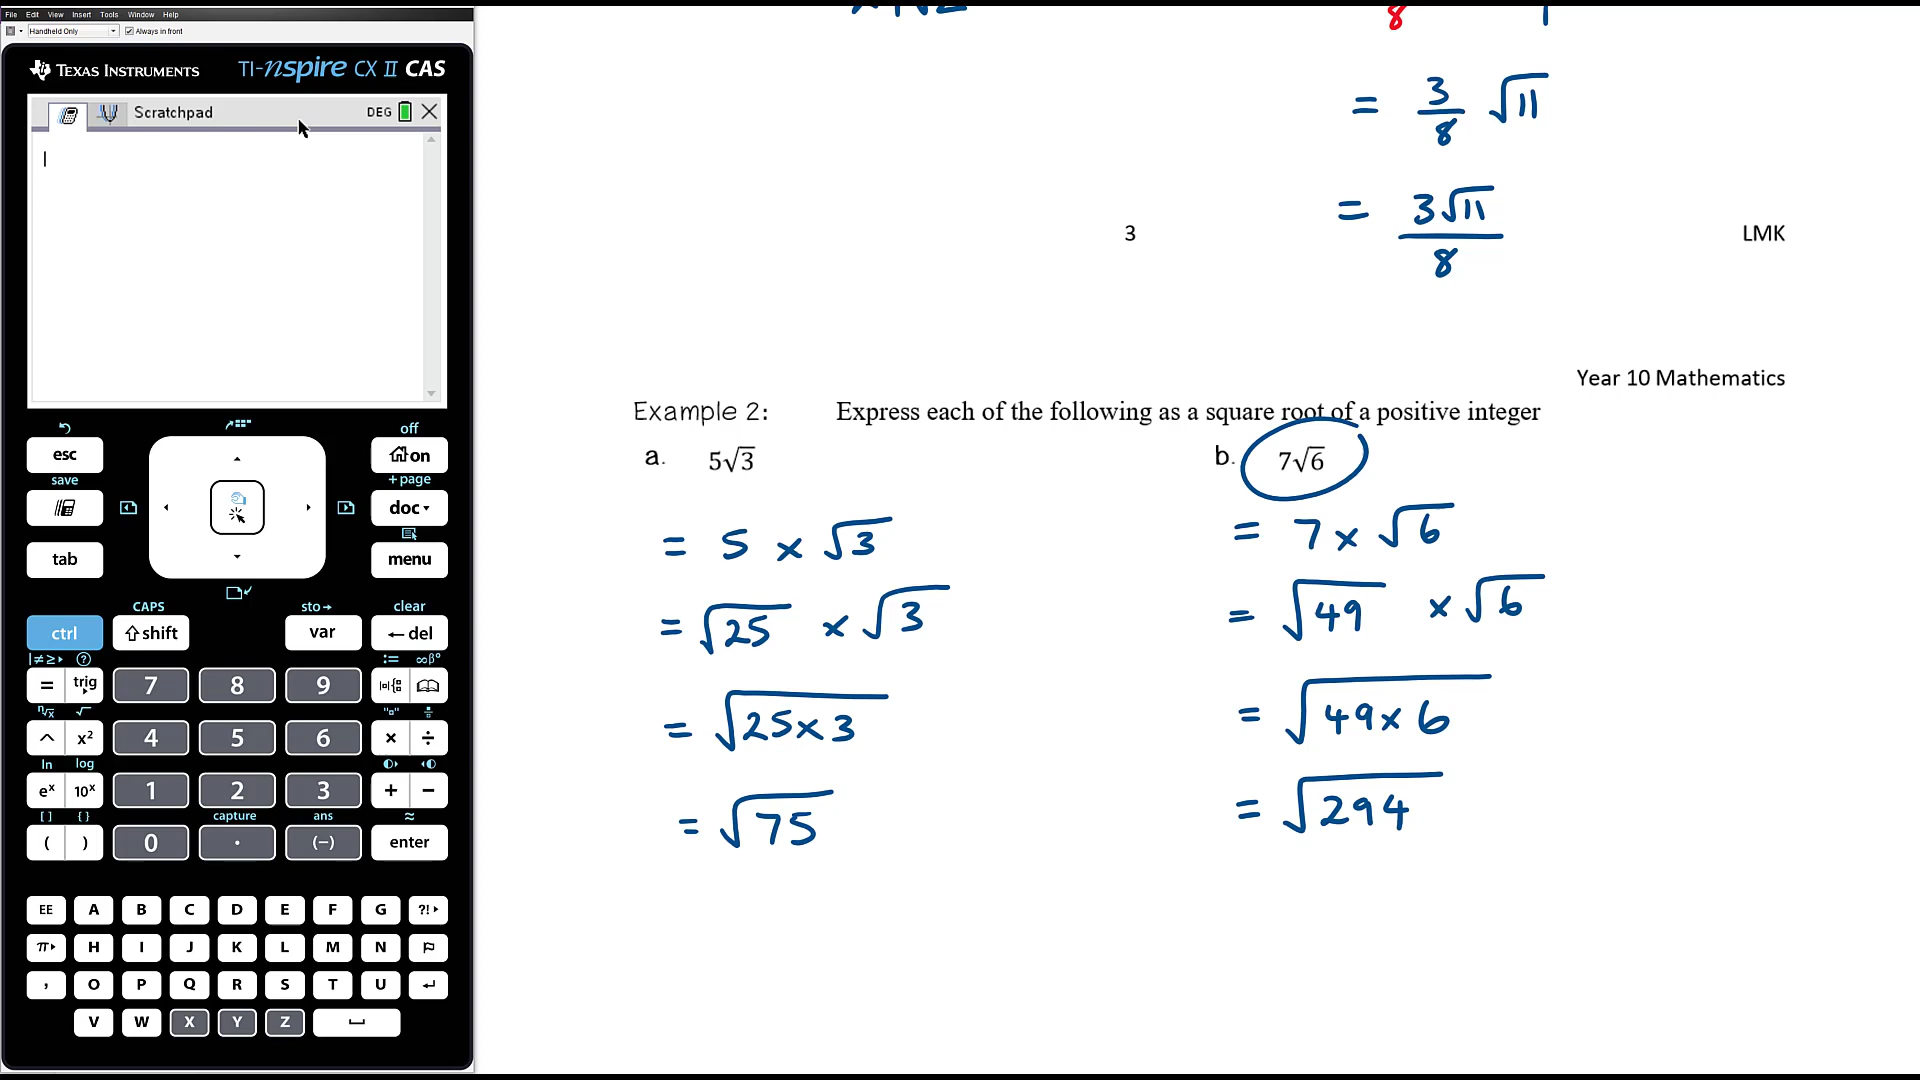 File Edit View Insert Tools Window Help
Handheld Only Always in front
TEXAS INSTRUMENTS TI-nspire CX II CAS
Scratchpad DEG
off
esc on
save + page
doc
tab menu
CAPS sto→ clear
ctrl ⇧shift var ←del
|≠≥▸ ? := ∞β°
= trig 7 8 9
ⁿ√x √ "▫"
^ x² 4 5 6 × ÷
ln log
eˣ 10ˣ 1 2 3 + −
[ ] { } capture ans ≈
( ) 0 . (−) enter
EE A B C D E F G ?!▸
π▸ H I J K L M N
, O P Q R S T U ↵
V W X Y Z
8
= 3/8 √11
= 3√11/8
3 LMK
Year 10 Mathematics
Example 2: Express each of the following as a square root of a positive integer
a. 5√3
= 5 × √3
= √25 × √3
= √25×3
= √75
b. 7√6
= 7 × √6
= √49 × √6
= √49×6
= √294